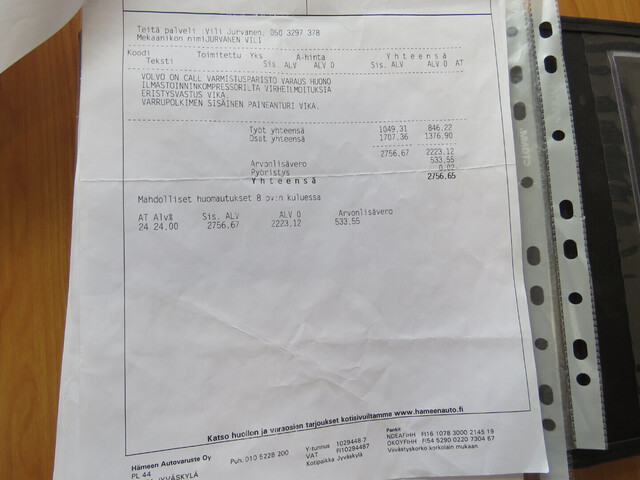 Teitä palveli Vili Jurvanen, 050 3297 378
Mekaanikon nimiJURVANEN VILI
Koodi Toimitettu Yks A-hinta Yhteensä
Teksti Sis. ALV ALV 0 Sis. ALV ALV 0 AT
VOLVO ON CALL VARMISTUSPARISTO VARAUS HUONO
ILMASTOINNINKOMPRESSORILTA VIRHEILMOITUKSIA
ERISTYSVASTUS VIKA.
VARRUPOLKIMEN SISÄINEN PAINEANTURI VIKA.
Työt yhteensä 1049,31 846,22
Osat yhteensä 1707,36 1376,90
2756,67 2223,12
Arvonlisävero 533,55
Pyöristys 0,02
Yhteensä 2756,65
Mahdolliset huomautukset 8 pv:n kuluessa
AT Alv% Sis. ALV ALV 0 Arvonlisävero
24 24.00 2756,67 2223,12 533,55
Katso huollon ja varaosien tarjoukset kotisivuiltamme www.hameenauto.fi
Hämeen Autovaruste Oy
PL 44
JYVÄSKYLÄ
Puh. 010 5228 200
Y-tunnus 1029448-7
VAT FI10294487
Kotipaikka Jyväskylä
Pankit
NDEAFIHH FI16 1078 3000 2145 19
OKOYFIHH FI54 5290 0220 7304 67
Viivästyskorko korkolain mukaan